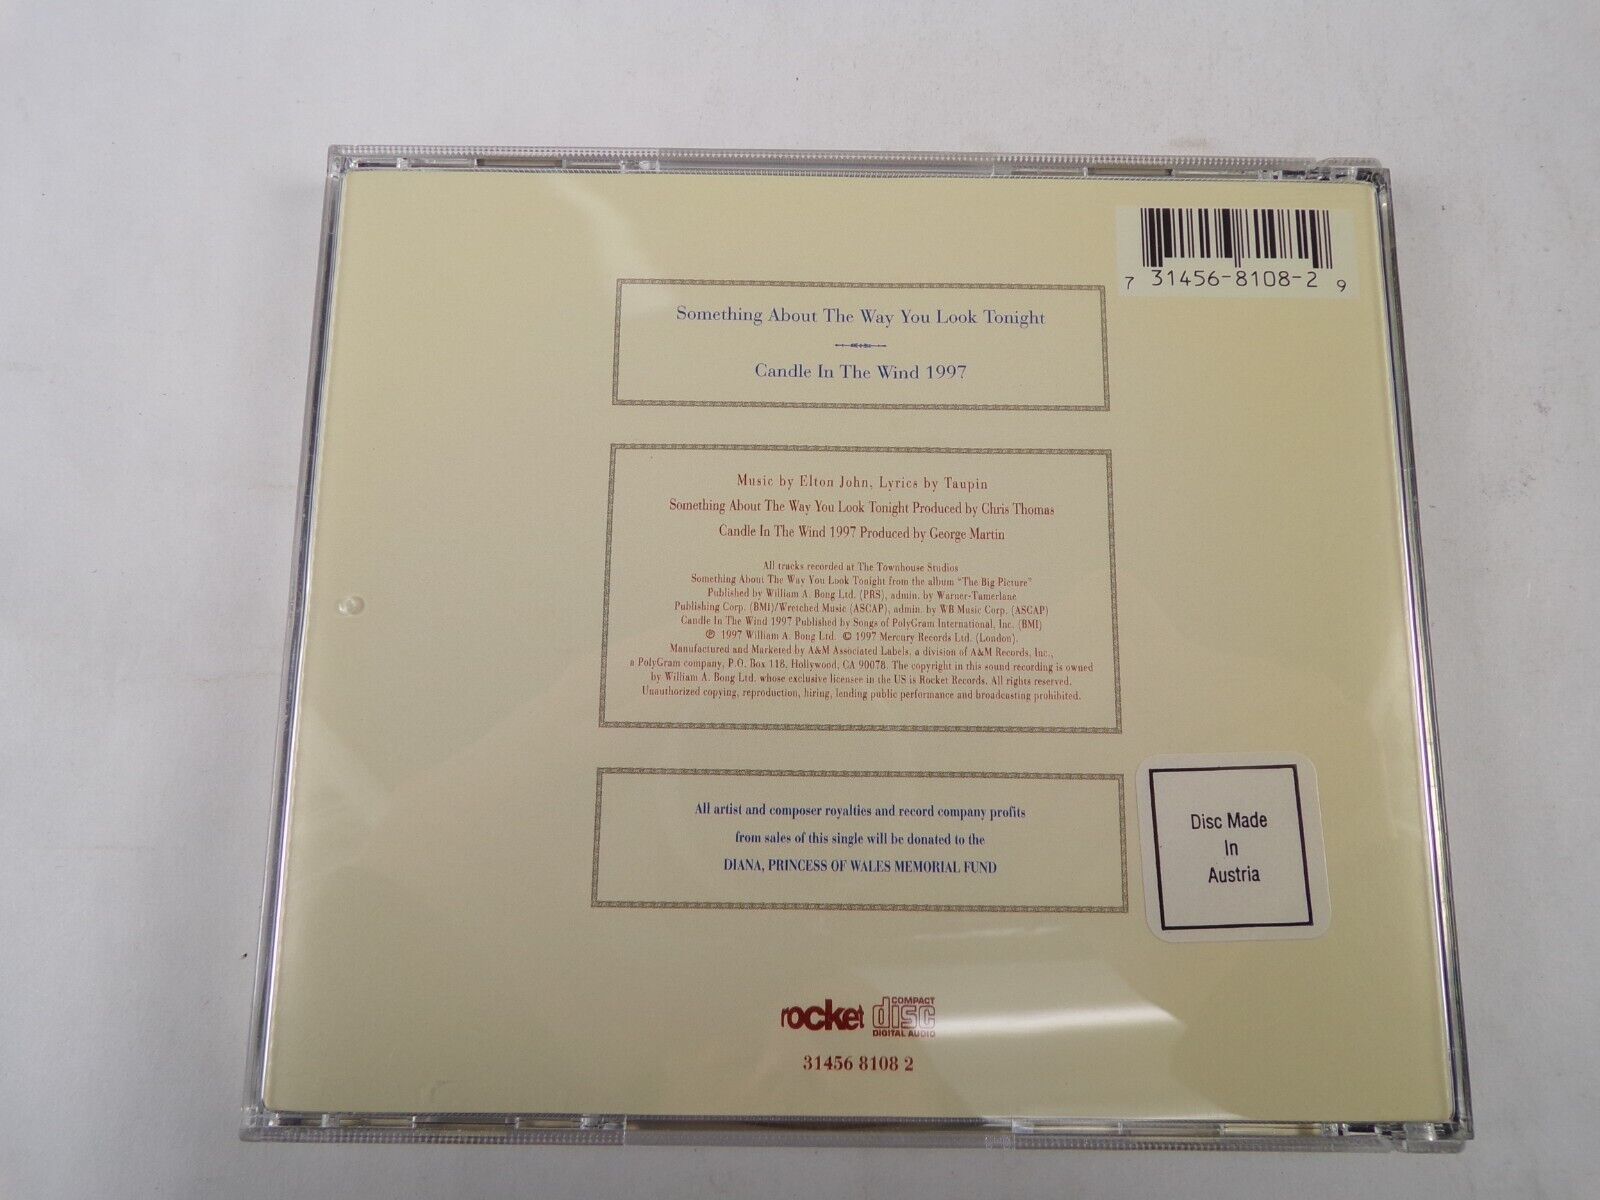 7 31456-8108-2 9
Something About The Way You Look Tonight
Candle In The Wind 1997
Music by Elton John, Lyrics by Taupin
Something About The Way You Look Tonight Produced by Chris Thomas
Candle In The Wind 1997 Produced by George Martin
All tracks recorded at The Townhouse Studios
Something About The Way You Look Tonight from the album "The Big Picture"
Published by William A. Bong Ltd. (PRS), admin. by Warner-Tamerlane
Publishing Corp. (BMI)/Wretched Music (ASCAP), admin. by WB Music Corp. (ASCAP)
Candle In The Wind 1997 Published by Songs of PolyGram International, Inc. (BMI)
℗ 1997 William A. Bong Ltd. © 1997 Mercury Records Ltd. (London).
Manufactured and Marketed by A&M Associated Labels, a division of A&M Records, Inc.,
a PolyGram company, P.O. Box 118, Hollywood, CA 90078. The copyright in this sound recording is owned
by William A. Bong Ltd. whose exclusive licensee in the US is Rocket Records. All rights reserved.
Unauthorized copying, reproduction, hiring, lending public performance and broadcasting prohibited.
All artist and composer royalties and record company profits
from sales of this single will be donated to the
DIANA, PRINCESS OF WALES MEMORIAL FUND
Disc Made
In
Austria
rocket COMPACT disc DIGITAL AUDIO
31456 8108 2